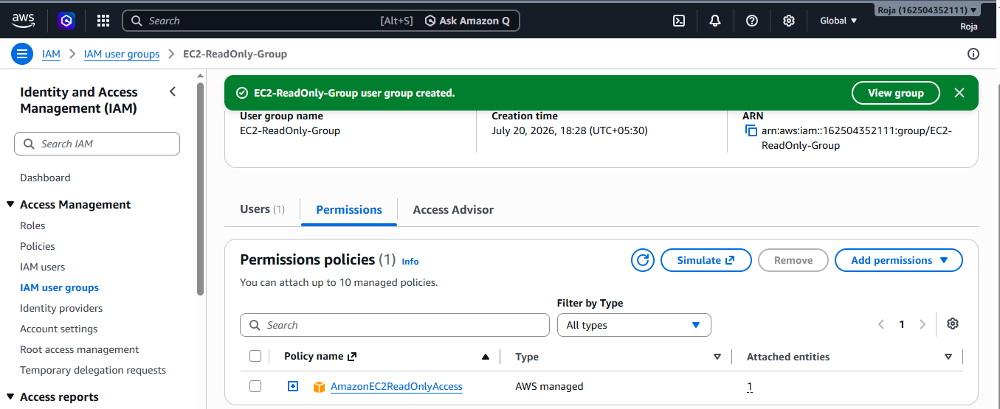 aws
Search [Alt+S] Ask Amazon Q
Global
Roja (162504352111)
Roja
IAM
IAM user groups
EC2-ReadOnly-Group
Identity and Access
Management (IAM)
Search IAM
Dashboard
Access Management
Roles
Policies
IAM users
IAM user groups
Identity providers
Account settings
Root access management
Temporary delegation requests
Access reports
EC2-ReadOnly-Group user group created.
View group
User group name
EC2-ReadOnly-Group
Creation time
July 20, 2026, 18:28 (UTC+05:30)
ARN
arn:aws:iam::162504352111:group/EC2-
ReadOnly-Group
Users (1)
Permissions
Access Advisor
Permissions policies (1) Info
You can attach up to 10 managed policies.
Simulate
Remove
Add permissions
Filter by Type
Search
All types
1
Policy name
Type
Attached entities
AmazonEC2ReadOnlyAccess
AWS managed
1